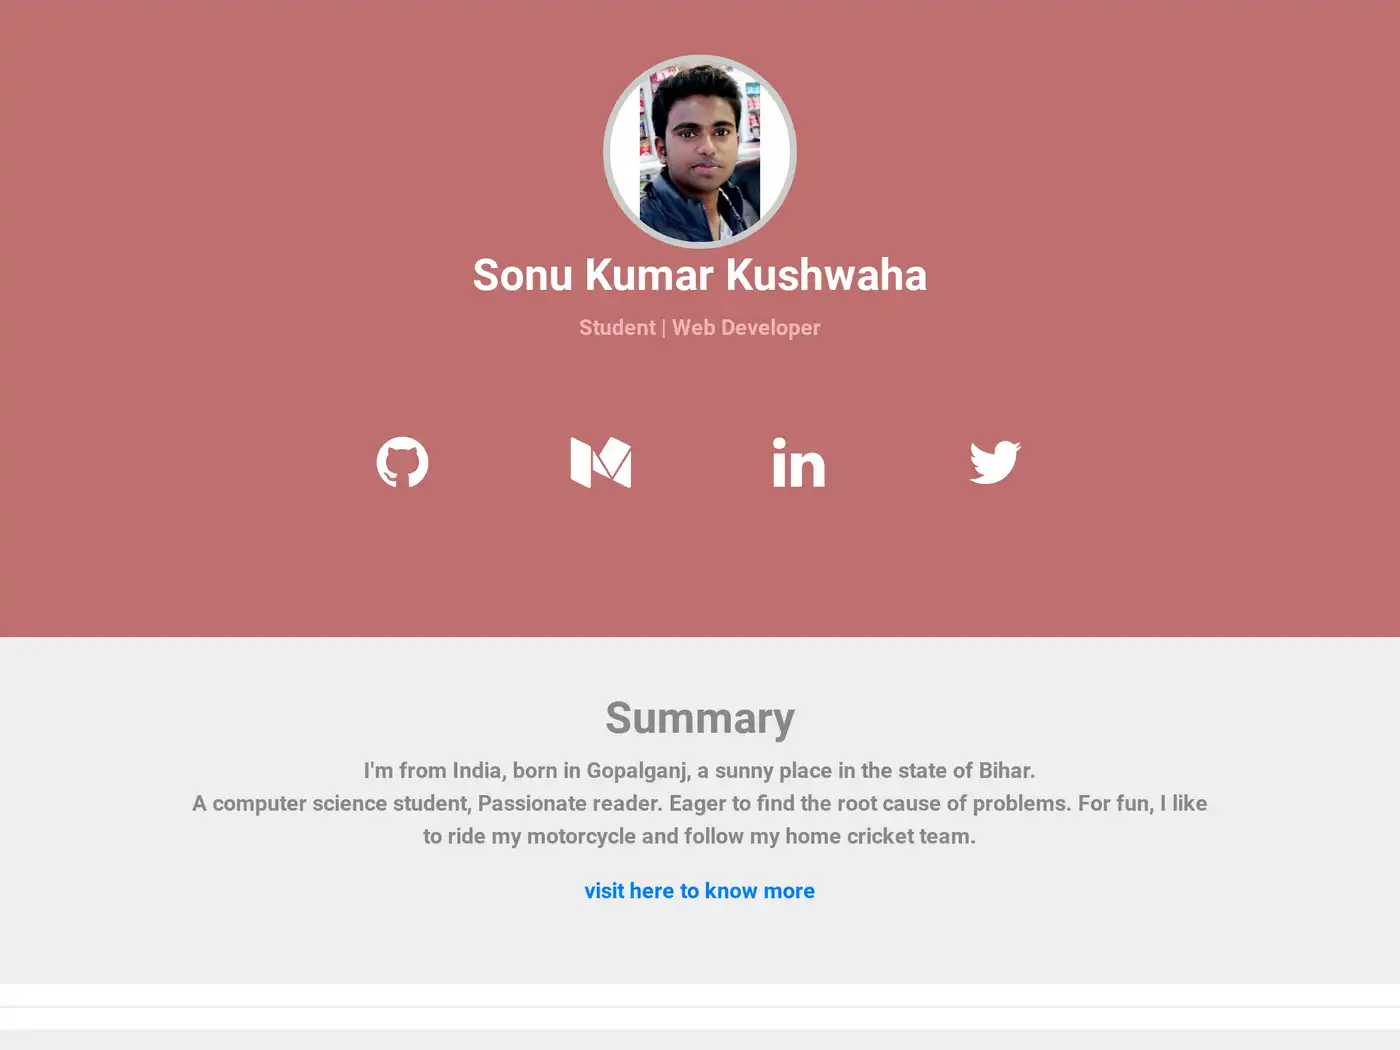 Sonu Kumar Kushwaha
Student | Web Developer
Summary
I'm from India, born in Gopalganj, a sunny place in the state of Bihar.
A computer science student, Passionate reader. Eager to find the root cause of problems. For fun, I like
to ride my motorcycle and follow my home cricket team.
visit here to know more